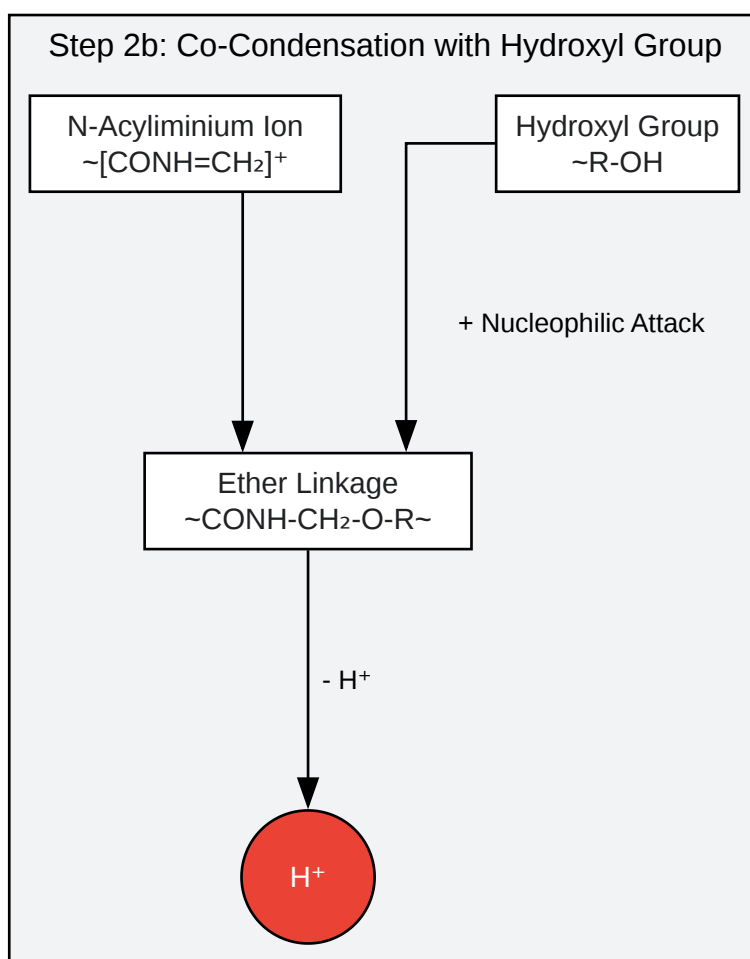 Step 2b: Co-Condensation with Hydroxyl Group
N-Acyliminium Ion
~[CONH=CH₂]⁺
Hydroxyl Group
~R-OH
+ Nucleophilic Attack
Ether Linkage
~CONH-CH₂-O-R~
- H⁺
H⁺